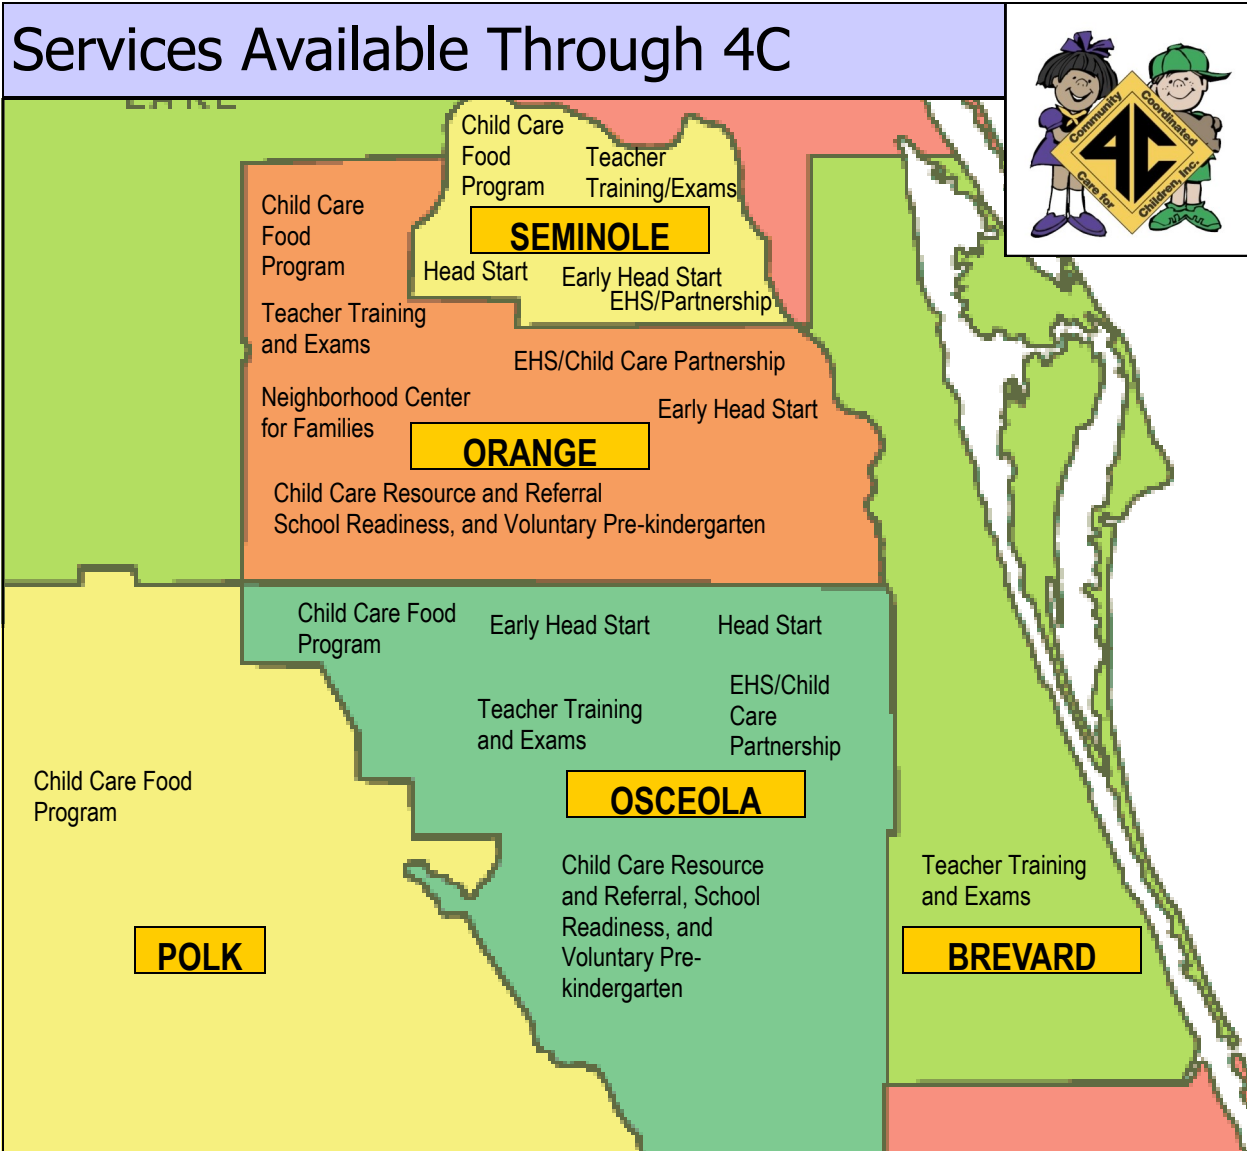 Services Available Through 4C
Community
Coordinated
4C
Care for
Children, Inc.
LAKE
Child Care
Food
Program
Teacher
Training/Exams
SEMINOLE
Head Start
Early Head Start
EHS/Partnership
Child Care
Food
Program
Teacher Training
and Exams
EHS/Child Care Partnership
Neighborhood Center
for Families
Early Head Start
ORANGE
Child Care Resource and Referral
School Readiness, and Voluntary Pre-kindergarten
Child Care Food
Program
Early Head Start
Head Start
Teacher Training
and Exams
EHS/Child
Care
Partnership
OSCEOLA
Child Care Resource
and Referral, School
Readiness, and
Voluntary Pre-
kindergarten
Child Care Food
Program
POLK
Teacher Training
and Exams
BREVARD